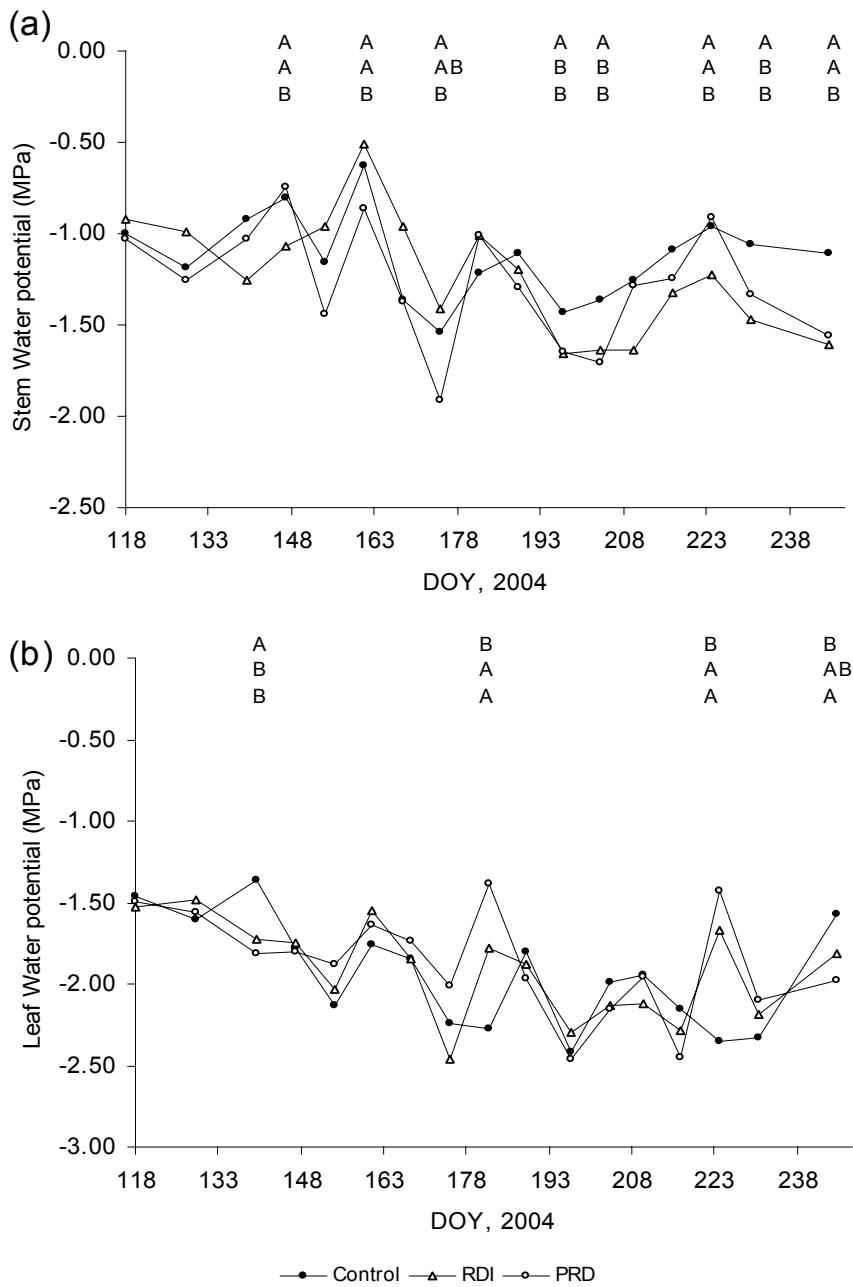 (a)
0.00
-0.50
-1.00
-1.50
-2.00
-2.50
Stem Water potential (MPa)
A A A A A A A A
A A AB B B A B A
B B B B B B B B
118 133 148 163 178 193 208 223 238
DOY, 2004
(b)
0.00
-0.50
-1.00
-1.50
-2.00
-2.50
-3.00
Leaf Water potential (MPa)
A B B B
B A A AB
B A A A
118 133 148 163 178 193 208 223 238
DOY, 2004
Control RDI PRD